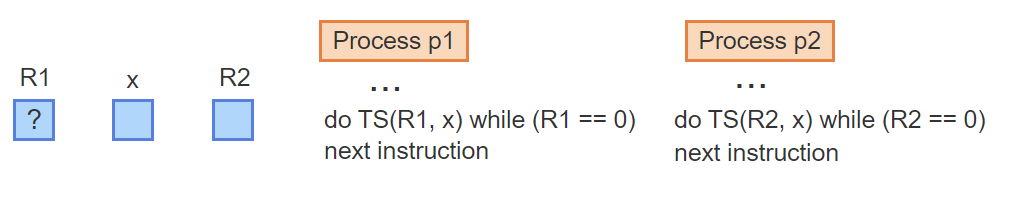 R1 x R2
?
Process p1
...
do TS(R1, x) while (R1 == 0)
next instruction
Process p2
...
do TS(R2, x) while (R2 == 0)
next instruction